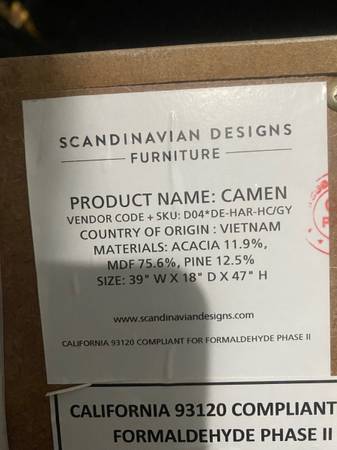 SCANDINAVIAN DESIGNS
FURNITURE
PRODUCT NAME: CAMEN
VENDOR CODE + SKU: D04*DE-HAR-HC/GY
COUNTRY OF ORIGIN : VIETNAM
MATERIALS: ACACIA 11.9%,
MDF 75.6%, PINE 12.5%
SIZE: 39" W X 18" D X 47" H
www.scandinaviandesigns.com
CALIFORNIA 93120 COMPLIANT FOR FORMALDEHYDE PHASE II
CALIFORNIA 93120 COMPLIANT
FORMALDEHYDE PHASE II